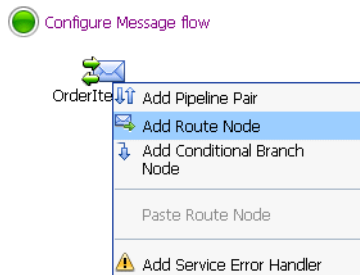 Configure Message flow
OrderIte
Add Pipeline Pair
Add Route Node
Add Conditional Branch
Node
Paste Route Node
Add Service Error Handler